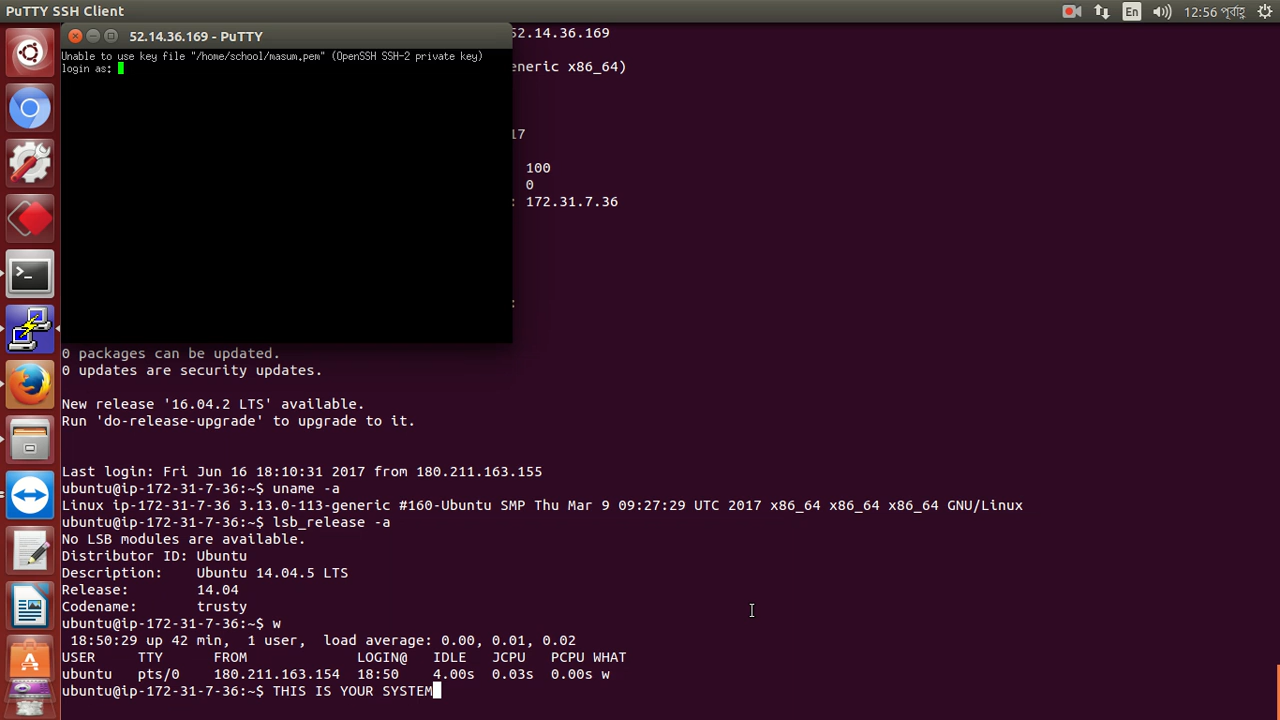 PuTTY SSH Client
En
12:56 পূর্বাহ্ণ
52.14.36.169 - PuTTY
Unable to use key file "/home/school/masum.pem" (OpenSSH SSH-2 private key)
login as:
52.14.36.169
eneric x86_64)
17
100
0
: 172.31.7.36
:
0 packages can be updated.
0 updates are security updates.
New release '16.04.2 LTS' available.
Run 'do-release-upgrade' to upgrade to it.
Last login: Fri Jun 16 18:10:31 2017 from 180.211.163.155
ubuntu@ip-172-31-7-36:~$ uname -a
Linux ip-172-31-7-36 3.13.0-113-generic #160-Ubuntu SMP Thu Mar 9 09:27:29 UTC 2017 x86_64 x86_64 x86_64 GNU/Linux
ubuntu@ip-172-31-7-36:~$ lsb_release -a
No LSB modules are available.
Distributor ID: Ubuntu
Description:    Ubuntu 14.04.5 LTS
Release:        14.04
Codename:       trusty
ubuntu@ip-172-31-7-36:~$ w
 18:50:29 up 42 min,  1 user,  load average: 0.00, 0.01, 0.02
USER     TTY      FROM             LOGIN@   IDLE   JCPU   PCPU WHAT
ubuntu   pts/0    180.211.163.154  18:50    4.00s  0.03s  0.00s w
ubuntu@ip-172-31-7-36:~$ THIS IS YOUR SYSTEM